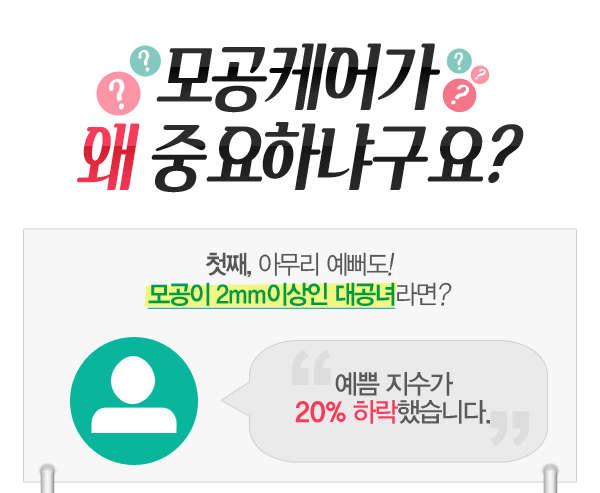 ? ? 모공케어가 ? ? ?
왜 중요하냐구요?
첫째, 아무리 예뻐도!
모공이 2mm이상인 대공녀라면?
“ 예쁨 지수가
20% 하락했습니다. ”